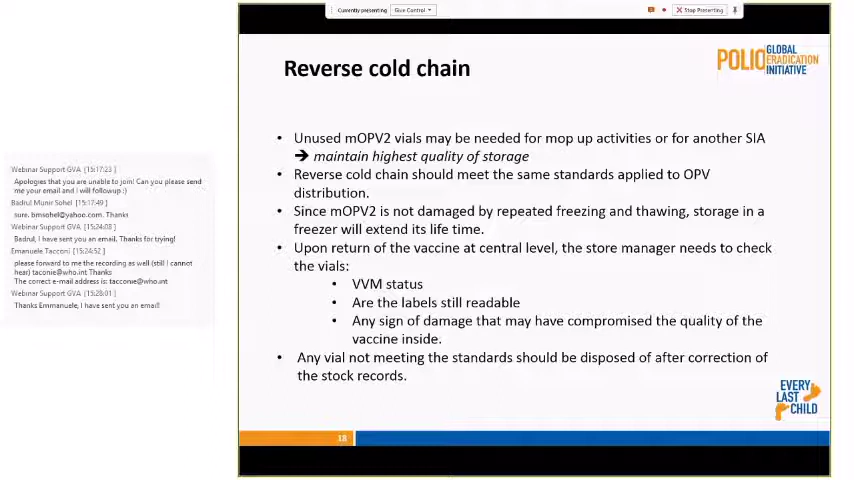 Currently presenting
Give Control
Stop Presenting
Webinar Support GVA [15:17:23 ]
Apologies that you are unable to join! Can you please send
me your email and I will followup :)
Badrul Munir Sohel [15:17:49 ]
sure. bmsohel@yahoo.com. Thanks
Webinar Support GVA [15:24:08 ]
Badrul, I have sent you an email. Thanks for trying!
Emanuele Tacconi [15:24:52 ]
please forward to me the recording as well (still I cannot
hear) taconie@who.int Thanks
The correct e-mail address is: tacconie@who.int
Webinar Support GVA [15:28:01 ]
Thanks Emmanuele, I have sent you an email!
Reverse cold chain
POLIO GLOBAL
ERADICATION
INITIATIVE
• Unused mOPV2 vials may be needed for mop up activities or for another SIA
➔ maintain highest quality of storage
• Reverse cold chain should meet the same standards applied to OPV
distribution.
• Since mOPV2 is not damaged by repeated freezing and thawing, storage in a
freezer will extend its life time.
• Upon return of the vaccine at central level, the store manager needs to check
the vials:
• VVM status
• Are the labels still readable
• Any sign of damage that may have compromised the quality of the
vaccine inside.
• Any vial not meeting the standards should be disposed of after correction of
the stock records.
EVERY
LAST
CHILD
18